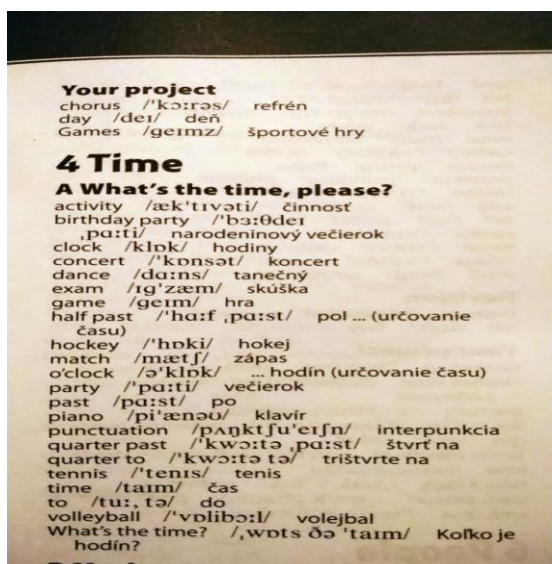 Your project
chorus /ˈkɔːrəs/ refrén
day /deɪ/ deň
Games /geɪmz/ športové hry
4 Time
A What's the time, please?
activity /ækˈtɪvəti/ činnosť
birthday party /ˈbɜːθdeɪ
ˌpɑːti/ narodeninový večierok
clock /klɒk/ hodiny
concert /ˈkɒnsət/ koncert
dance /dɑːns/ tanečný
exam /ɪgˈzæm/ skúška
game /geɪm/ hra
half past /ˈhɑːf ˌpɑːst/ pol ... (určovanie
času)
hockey /ˈhɒki/ hokej
match /mætʃ/ zápas
o'clock /əˈklɒk/ ... hodín (určovanie času)
party /ˈpɑːti/ večierok
past /pɑːst/ po
piano /piˈænəʊ/ klavír
punctuation /pʌŋktʃuˈeɪʃn/ interpunkcia
quarter past /ˈkwɔːtə ˌpɑːst/ štvrť na
quarter to /ˈkwɔːtə tə/ trištvrte na
tennis /ˈtenɪs/ tenis
time /taɪm/ čas
to /tuː, tə/ do
volleyball /ˈvɒlibɔːl/ volejbal
What's the time? /ˌwɒts ðə ˈtaɪm/ Koľko je
hodín?